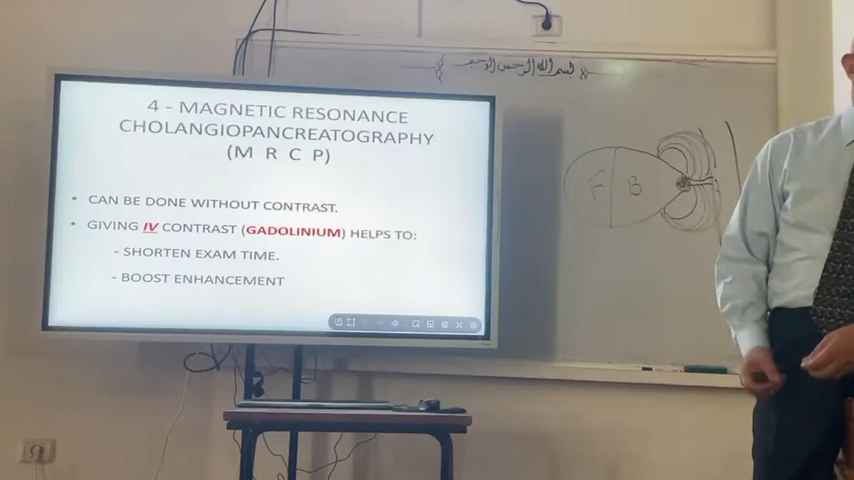 4 - MAGNETIC RESONANCE
CHOLANGIOPANCREATOGRAPHY
(M R C P)
• CAN BE DONE WITHOUT CONTRAST.
• GIVING IV CONTRAST (GADOLINIUM) HELPS TO:
- SHORTEN EXAM TIME.
- BOOST ENHANCEMENT
بسم الله الرحمن الرحيم
F B